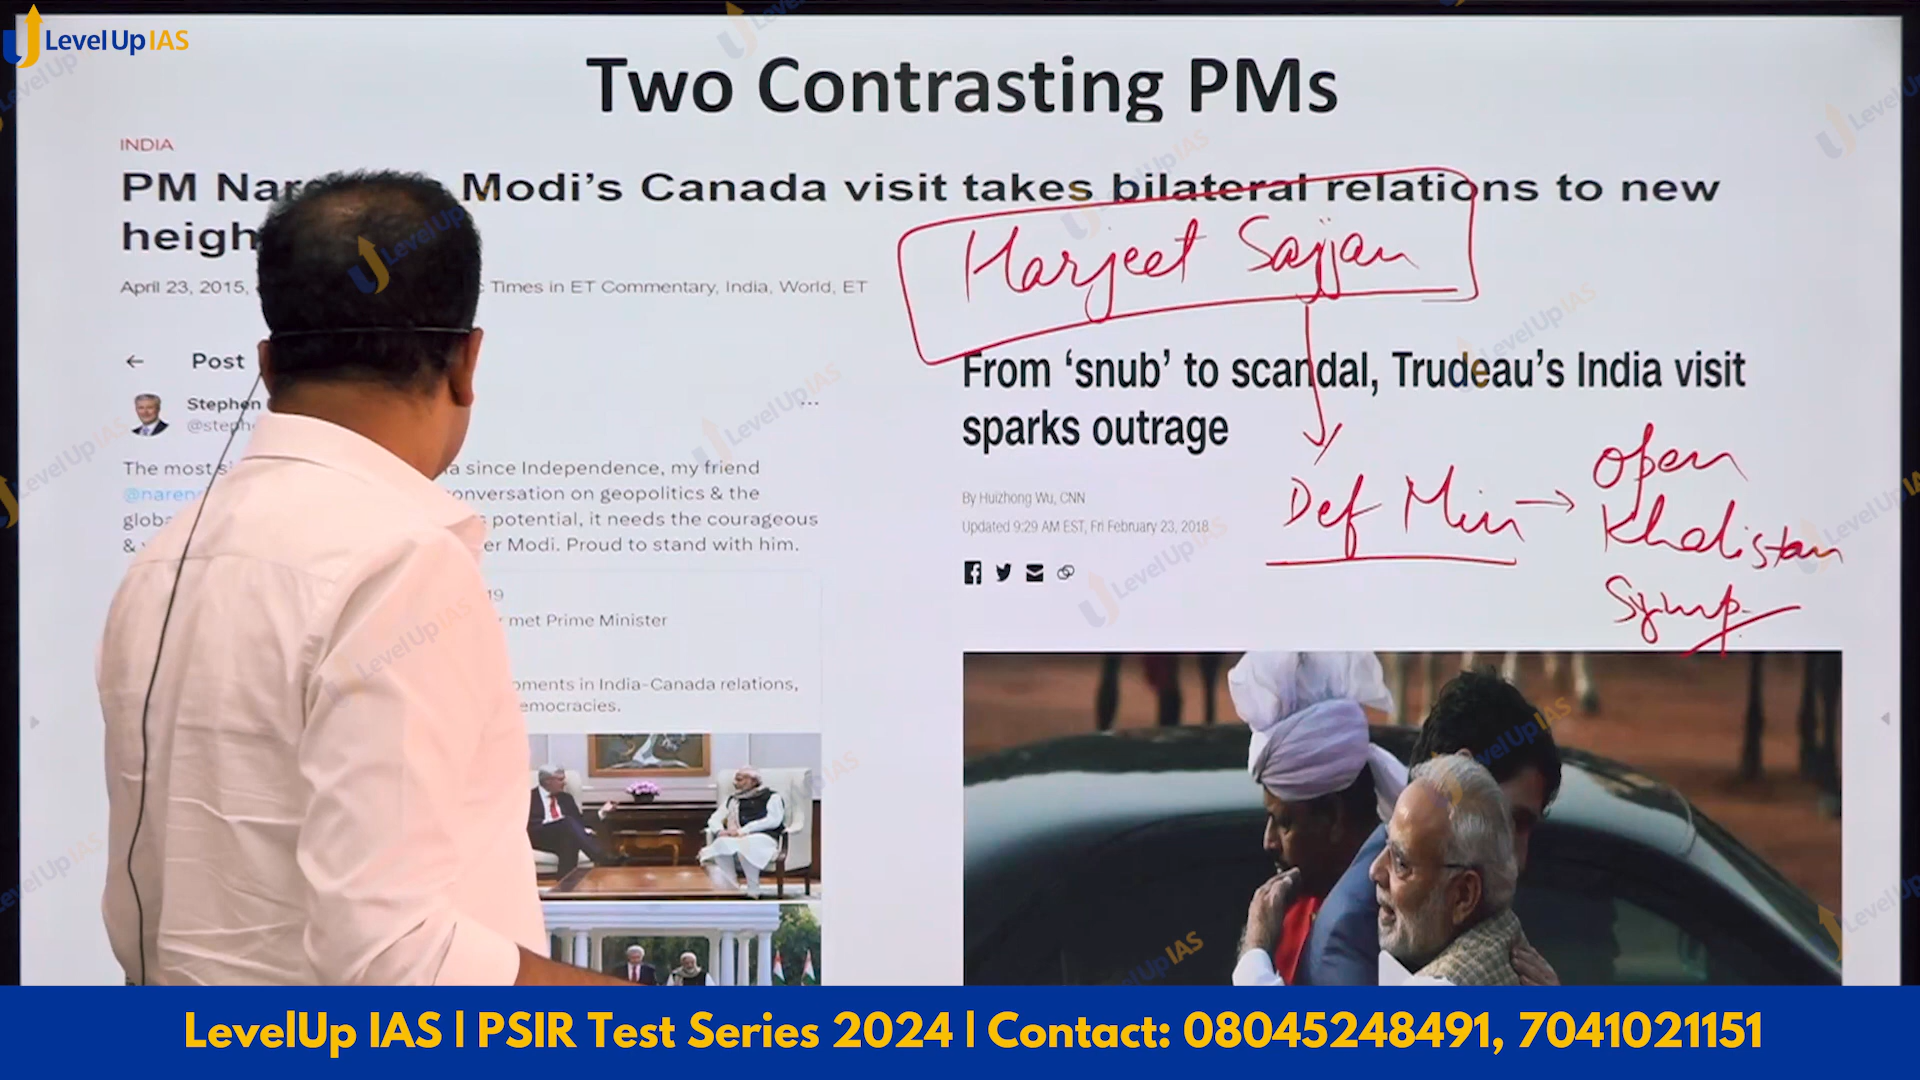 LevelUp IAS
Two Contrasting PMs
INDIA
PM Modi's Canada visit takes bilateral relations to new
April 23, 2015, Times in ET Commentary, India, World, ET
Harjeet Sajjan
Post
Stephen
The most since Independence, my friend
onversation on geopolitics & the
potential, it needs the courageous
& er Modi. Proud to stand with him.
19
met Prime Minister
oments in India-Canada relations,
emocracies.
From 'snub' to scandal, Trudeau's India visit
sparks outrage
By Huizhong Wu, CNN
Updated 9:29 AM EST, Fri February 23, 2018
Def Min → open
Khalistan
Symp
LevelUp IAS | PSIR Test Series 2024 | Contact: 08045248491, 7041021151